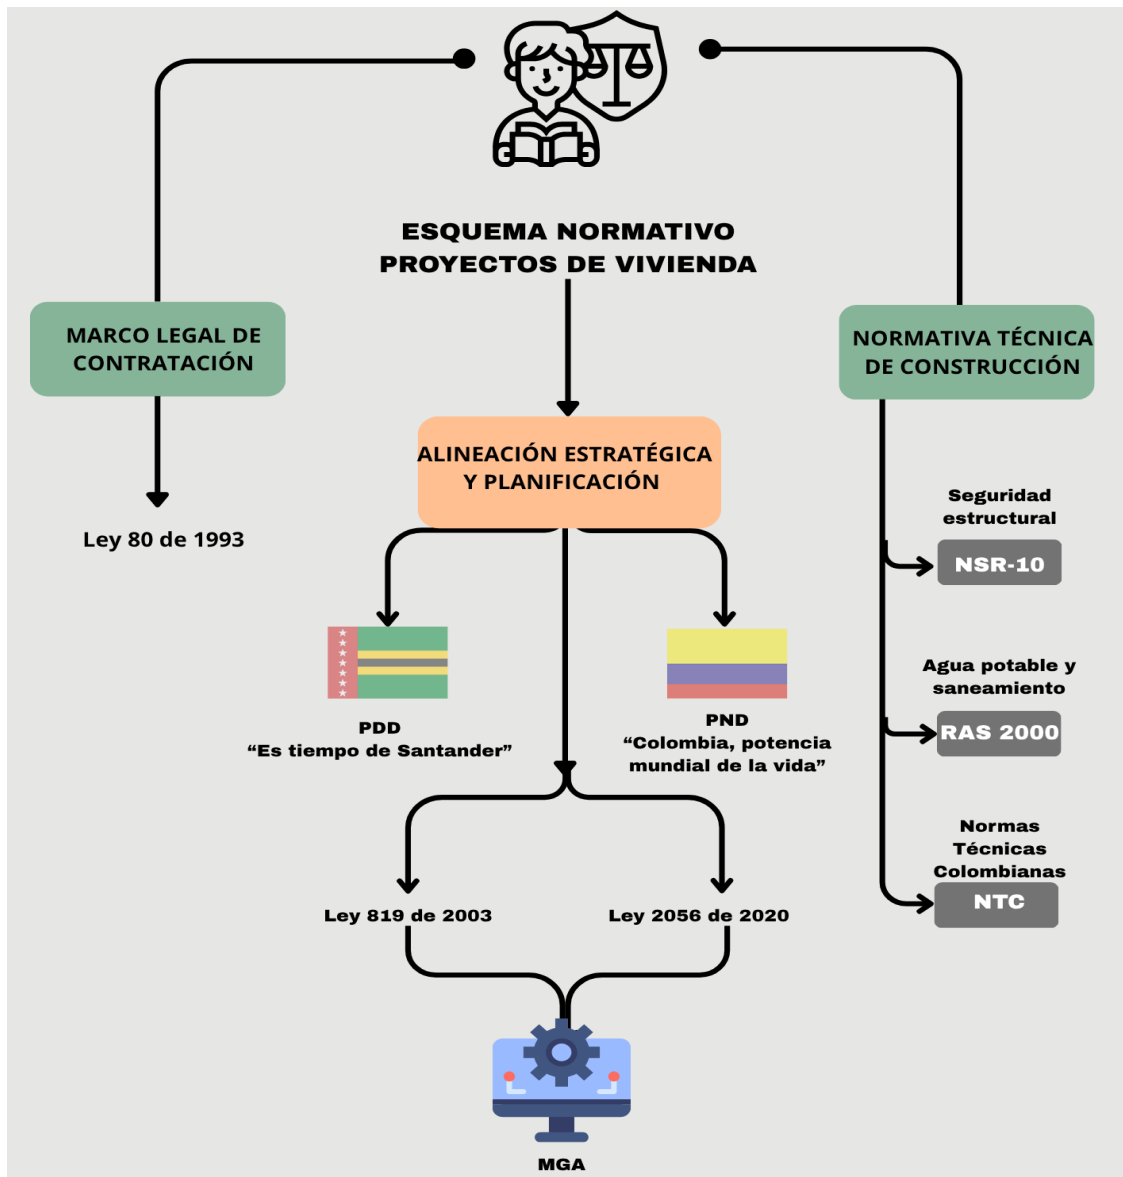 ESQUEMA NORMATIVO
PROYECTOS DE VIVIENDA
MARCO LEGAL DE
CONTRATACIÓN
Ley 80 de 1993
ALINEACIÓN ESTRATÉGICA
Y PLANIFICACIÓN
PDD
“Es tiempo de Santander”
PND
“Colombia, potencia
mundial de la vida”
Ley 819 de 2003
Ley 2056 de 2020
MGA
NORMATIVA TÉCNICA
DE CONSTRUCCIÓN
Seguridad
estructural
NSR-10
Agua potable y
saneamiento
RAS 2000
Normas
Técnicas
Colombianas
NTC